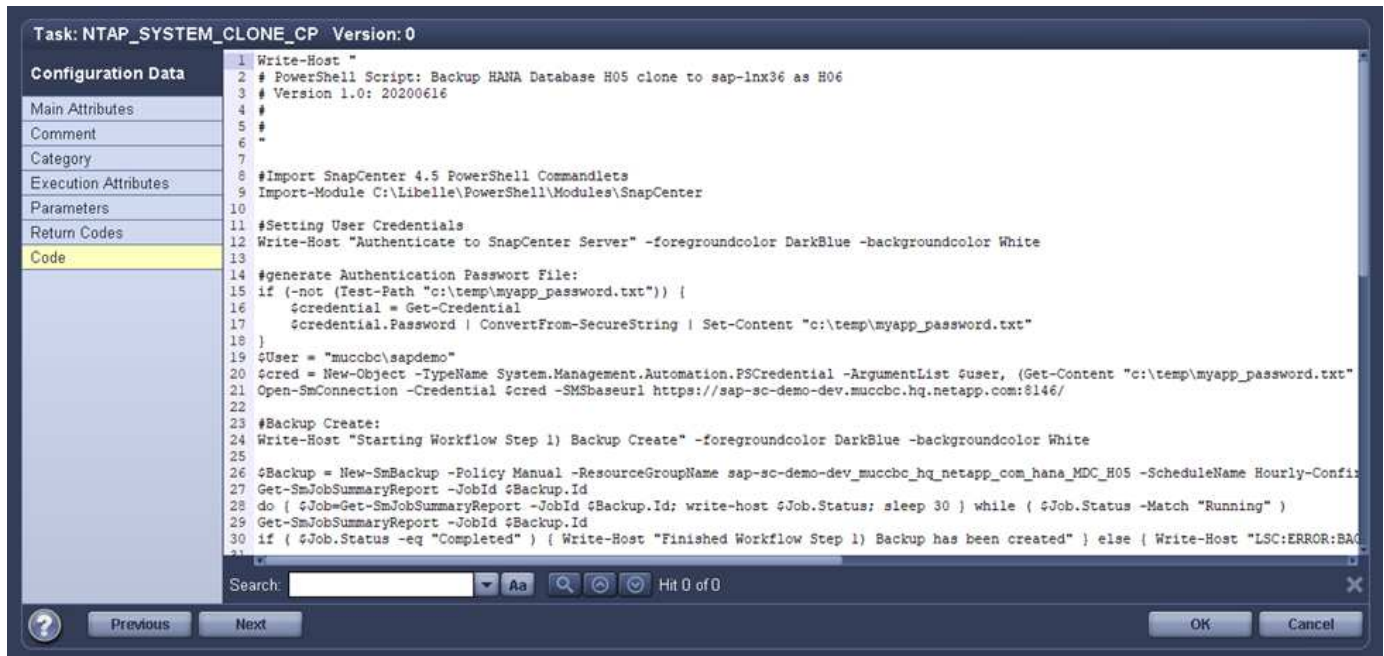 Task: NTAP_SYSTEM_CLONE_CP Version: 0
Configuration Data
Main Attributes
Comment
Category
Execution Attributes
Parameters
Return Codes
Code
1 Write-Host "
2 # PowerShell Script: Backup HANA Database H05 clone to sap-lnx36 as H06
3 # Version 1.0: 20200616
4 #
5 #
6 "
7
8 #Import SnapCenter 4.5 PowerShell Commandlets
9 Import-Module C:\Libelle\PowerShell\Modules\SnapCenter
10
11 #Setting User Credentials
12 Write-Host "Authenticate to SnapCenter Server" -foregroundcolor DarkBlue -backgroundcolor White
13
14 #generate Authentication Passwort File:
15 if (-not (Test-Path "c:\temp\myapp_password.txt")) {
16 $credential = Get-Credential
17 $credential.Password | ConvertFrom-SecureString | Set-Content "c:\temp\myapp_password.txt"
18 }
19 $User = "muccbc\sapdemo"
20 $cred = New-Object -TypeName System.Management.Automation.PSCredential -ArgumentList $user, (Get-Content "c:\temp\myapp_password.txt"
21 Open-SmConnection -Credential $cred -SMSbaseurl https://sap-sc-demo-dev.muccbc.hq.netapp.com:8146/
22
23 #Backup Create:
24 Write-Host "Starting Workflow Step 1) Backup Create" -foregroundcolor DarkBlue -backgroundcolor White
25
26 $Backup = New-SmBackup -Policy Manual -ResourceGroupName sap-sc-demo-dev_muccbc_hq_netapp_com_hana_MDC_H05 -ScheduleName Hourly-Confi
27 Get-SmJobSummaryReport -JobId $Backup.Id
28 do { $Job=Get-SmJobSummaryReport -JobId $Backup.Id; write-host $Job.Status; sleep 30 } while ( $Job.Status -Match "Running" )
29 Get-SmJobSummaryReport -JobId $Backup.Id
30 if ( $Job.Status -eq "Completed" ) { Write-Host "Finished Workflow Step 1) Backup has been created" } else { Write-Host "LSC:ERROR:BAC
31
Search: Aa Hit 0 of 0
? Previous Next OK Cancel